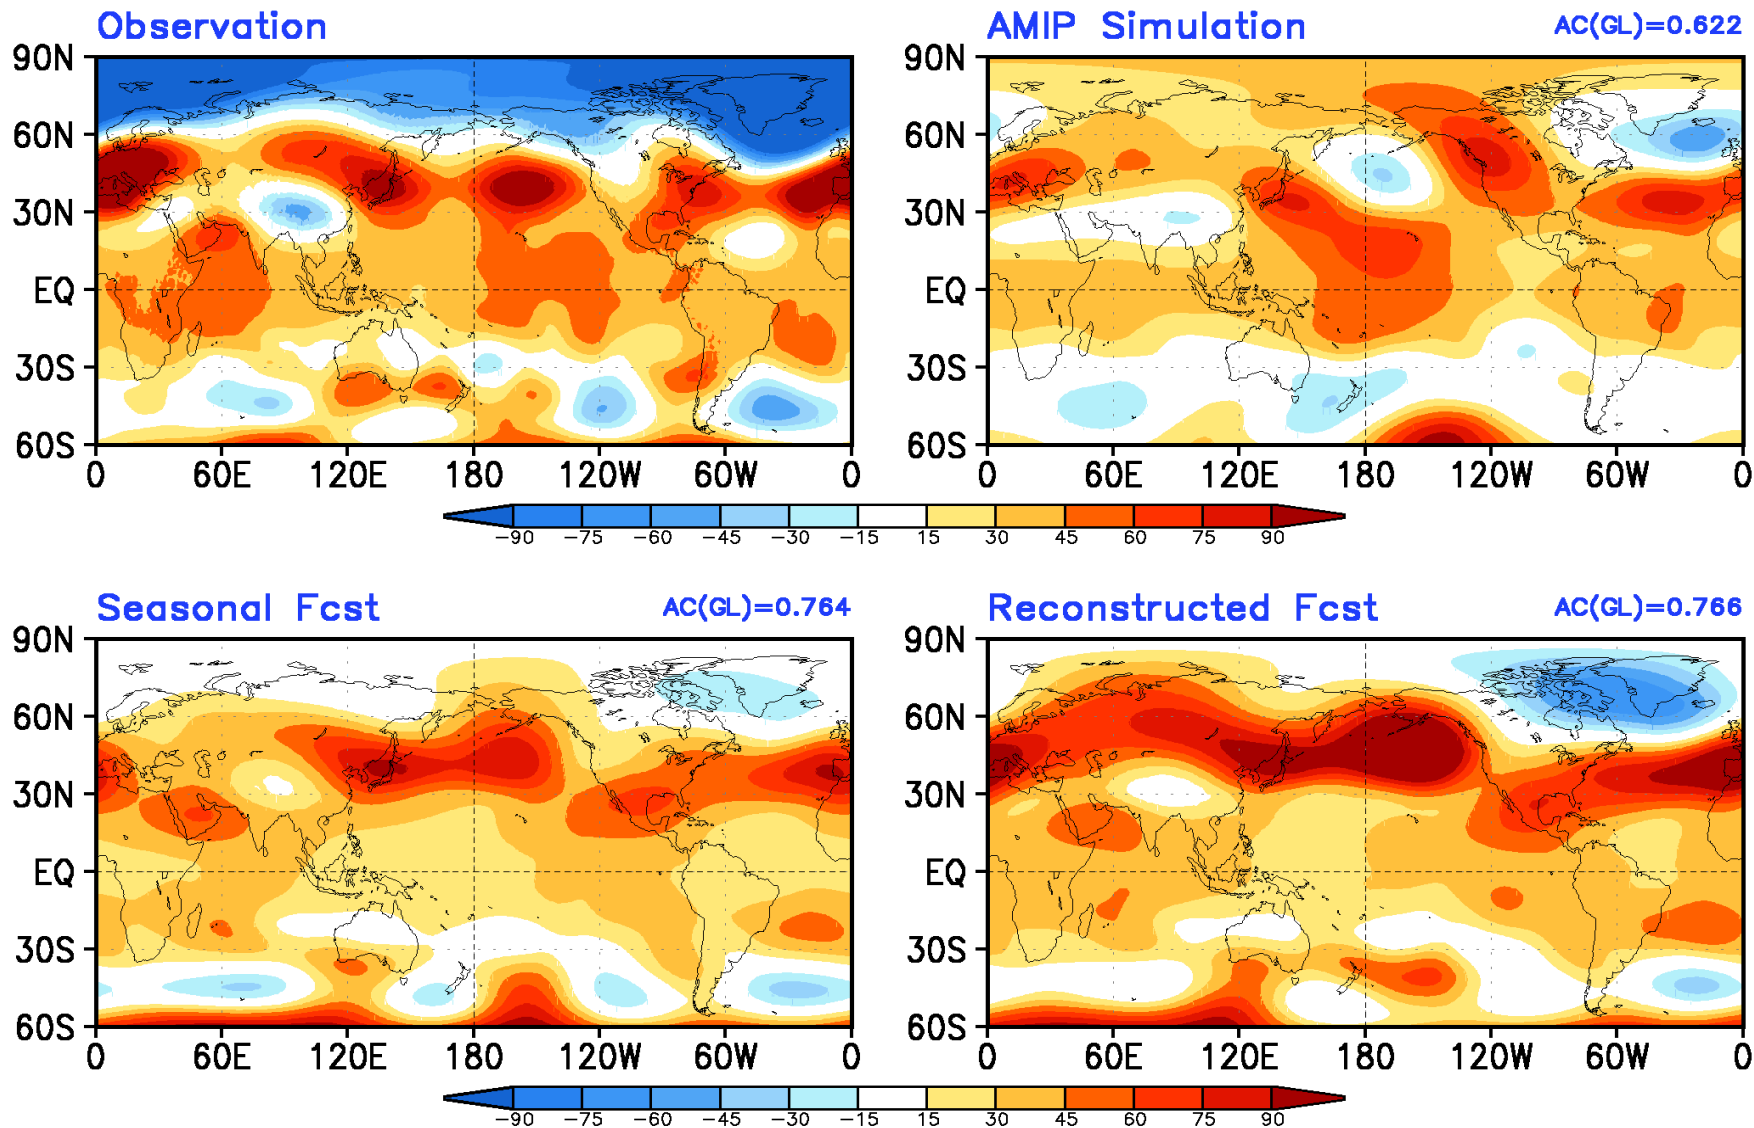 Observation
AMIP Simulation AC(GL)=0.622
90N 90N
60N 60N
30N 30N
EQ EQ
30S 30S
60S 60S
0 60E 120E 180 120W 60W 0 0 60E 120E 180 120W 60W 0
-90 -75 -60 -45 -30 -15 15 30 45 60 75 90
Seasonal Fcst AC(GL)=0.764
Reconstructed Fcst AC(GL)=0.766
90N 90N
60N 60N
30N 30N
EQ EQ
30S 30S
60S 60S
0 60E 120E 180 120W 60W 0 0 60E 120E 180 120W 60W 0
-90 -75 -60 -45 -30 -15 15 30 45 60 75 90